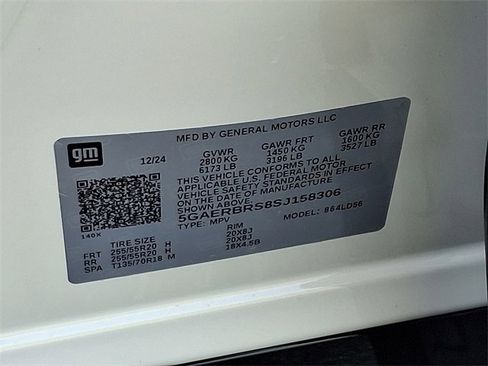 MFD BY GENERAL MOTORS LLC
gm
12/24
GVWR GAWR FRT GAWR RR
2800 KG 1450 KG 1600 KG
6173 LB 3196 LB 3527 LB
THIS VEHICLE CONFORMS TO ALL
APPLICABLE U.S. FEDERAL MOTOR
VEHICLE SAFETY STANDARDS IN EFFECT
ON THE DATE OF MANUFACTURE
SHOWN ABOVE.
5GAERBRS8SJ158306
TYPE: MPV MODEL: 864LD56
140X
TIRE SIZE RIM
FRT 255/55R20 H 20X8J
RR 255/55R20 H 20X8J
SPA T135/70R18 M 18X4.5B